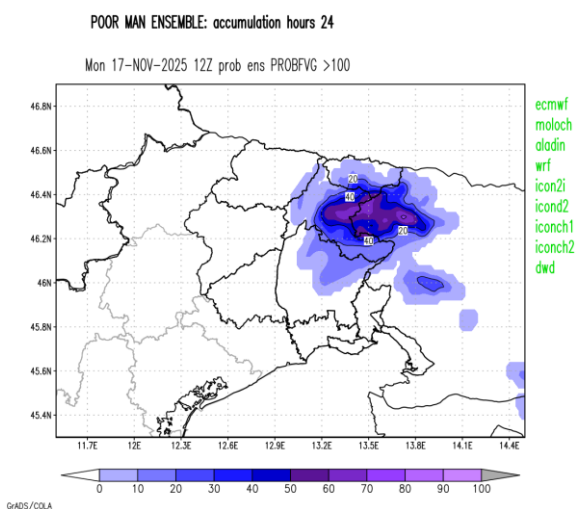 POOR MAN ENSEMBLE: accumulation hours 24
Mon 17-NOV-2025 12Z prob ens PROBFVG >100
46.8N
46.6N
46.4N
46.2N
46N
45.8N
45.6N
45.4N
20
40
20
40
ecmwf
moloch
aladin
wrf
icon2i
icond2
iconch1
iconch2
dwd
11.7E 12E 12.3E 12.6E 12.9E 13.2E 13.5E 13.8E 14.1E 14.4E
0 10 20 30 40 50 60 70 80 90 100
GrADS/COLA